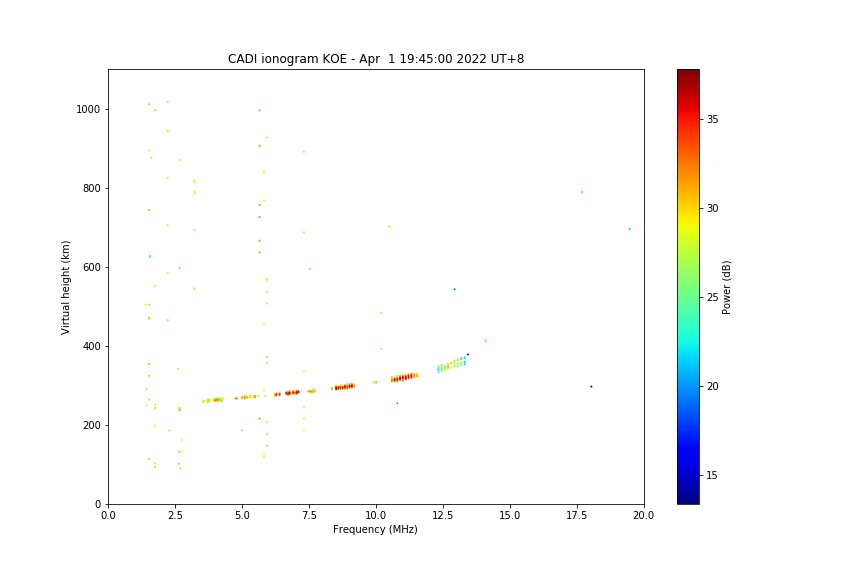 CADI ionogram KOE - Apr  1 19:45:00 2022 UT+8
Virtual height (km)
1000
800
600
400
200
0
0.0 2.5 5.0 7.5 10.0 12.5 15.0 17.5 20.0
Frequency (MHz)
35
30
25
20
15
Power (dB)